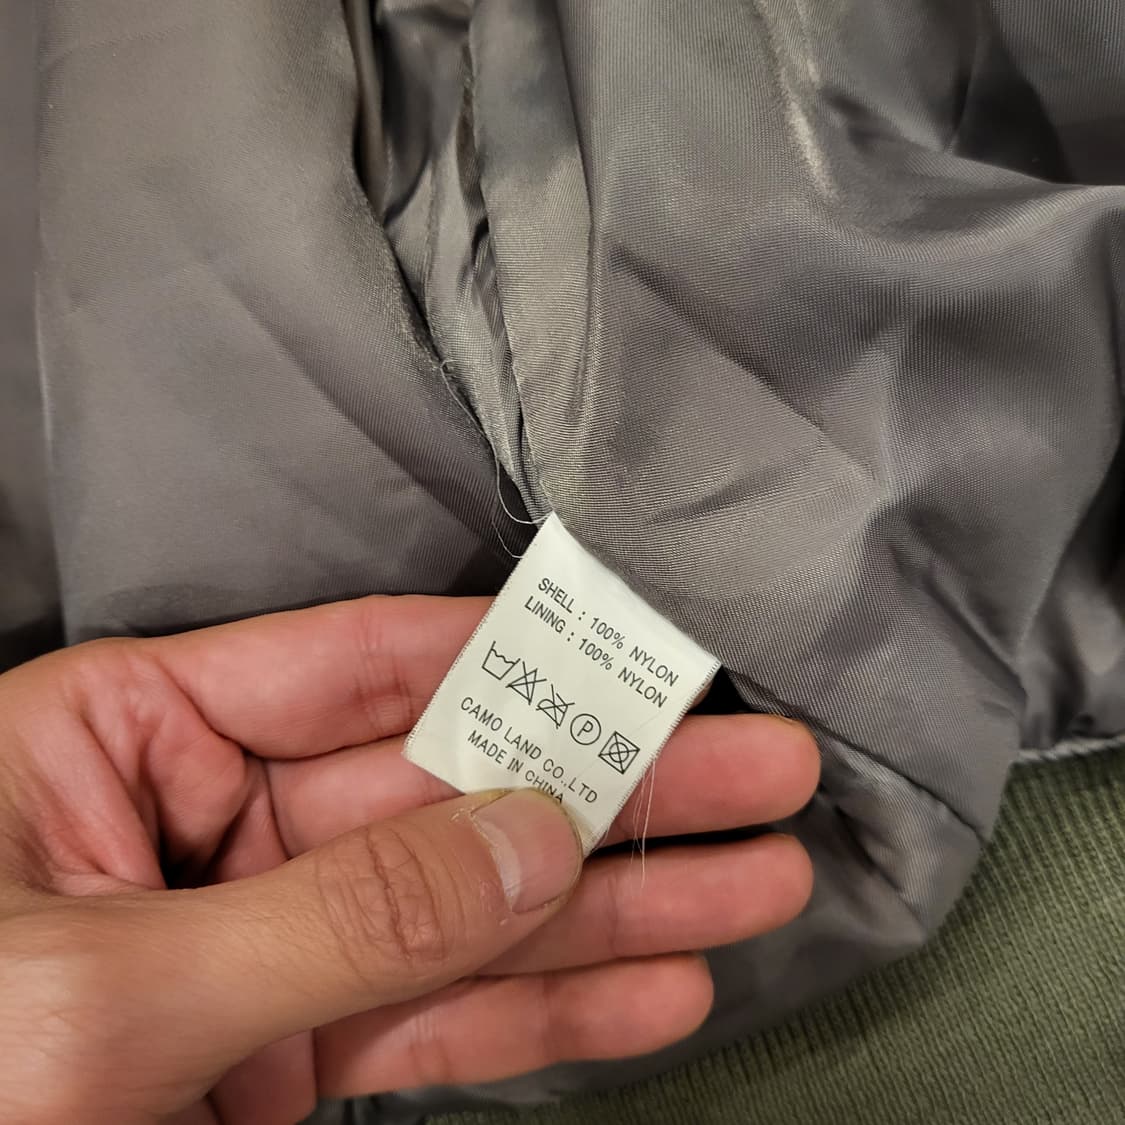 SHELL : 100% NYLON
LINING : 100% NYLON
P
CAMO LAND CO.,LTD
MADE IN CHINA